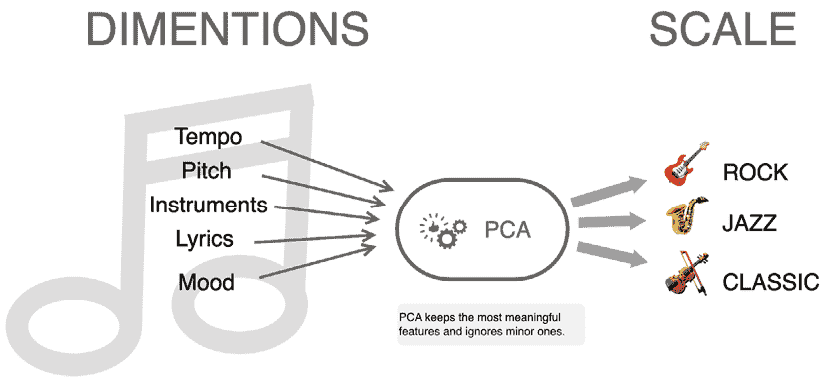 DIMENTIONS
SCALE
Tempo
Pitch
Instruments
Lyrics
Mood
PCA
PCA keeps the most meaningful
features and ignores minor ones.
ROCK
JAZZ
CLASSIC